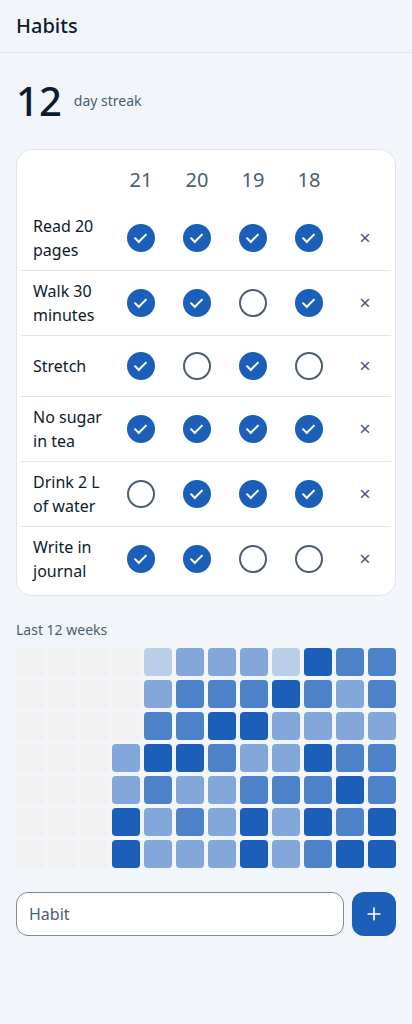 Habits
12 day streak
21 20 19 18
Read 20
pages
×
Walk 30
minutes
×
Stretch ×
No sugar
in tea
×
Drink 2 L
of water
×
Write in
journal
×
Last 12 weeks
Habit +